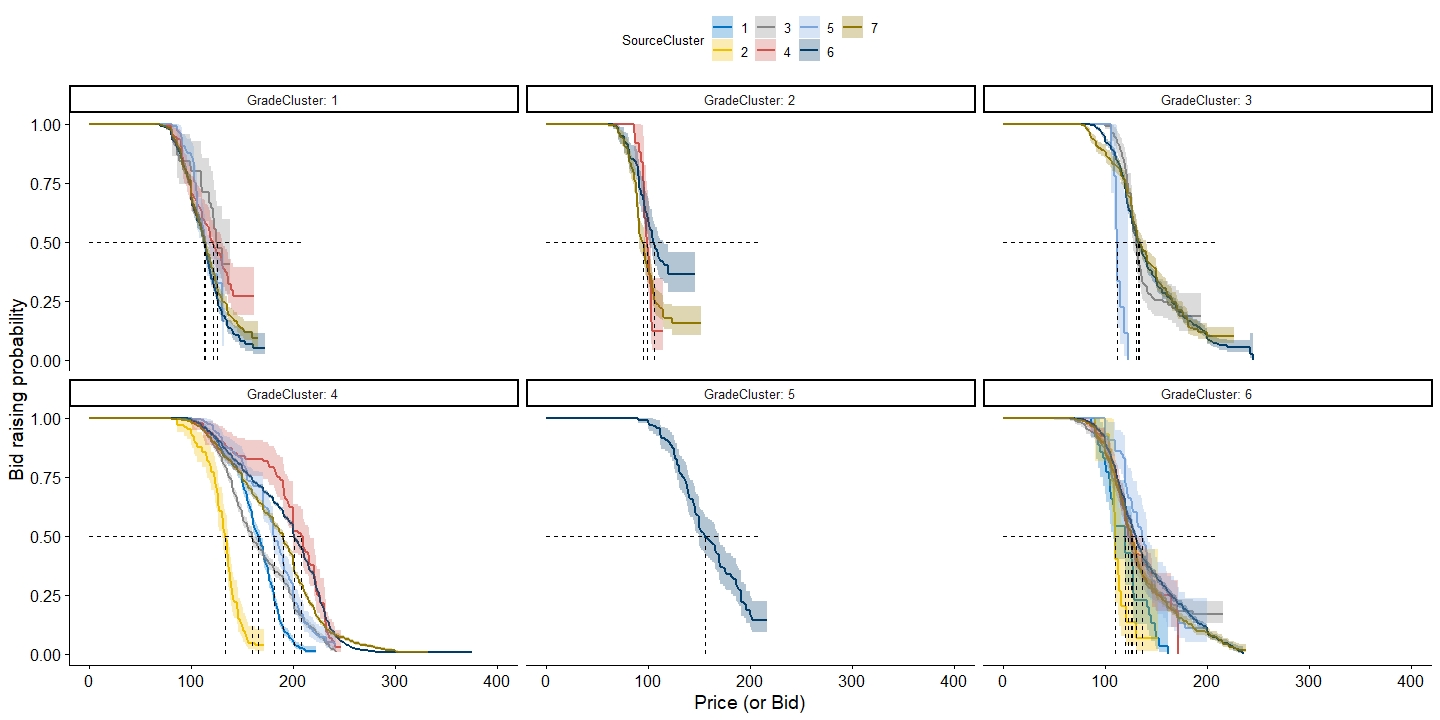 SourceCluster 1 3 5 7
2 4 6
GradeCluster: 1 GradeCluster: 2 GradeCluster: 3
1.00
0.75
0.50
0.25
0.00
GradeCluster: 4 GradeCluster: 5 GradeCluster: 6
1.00
0.75
0.50
0.25
0.00
Bid raising probability
0 100 200 300 400 0 100 200 300 400 0 100 200 300 400
Price (or Bid)